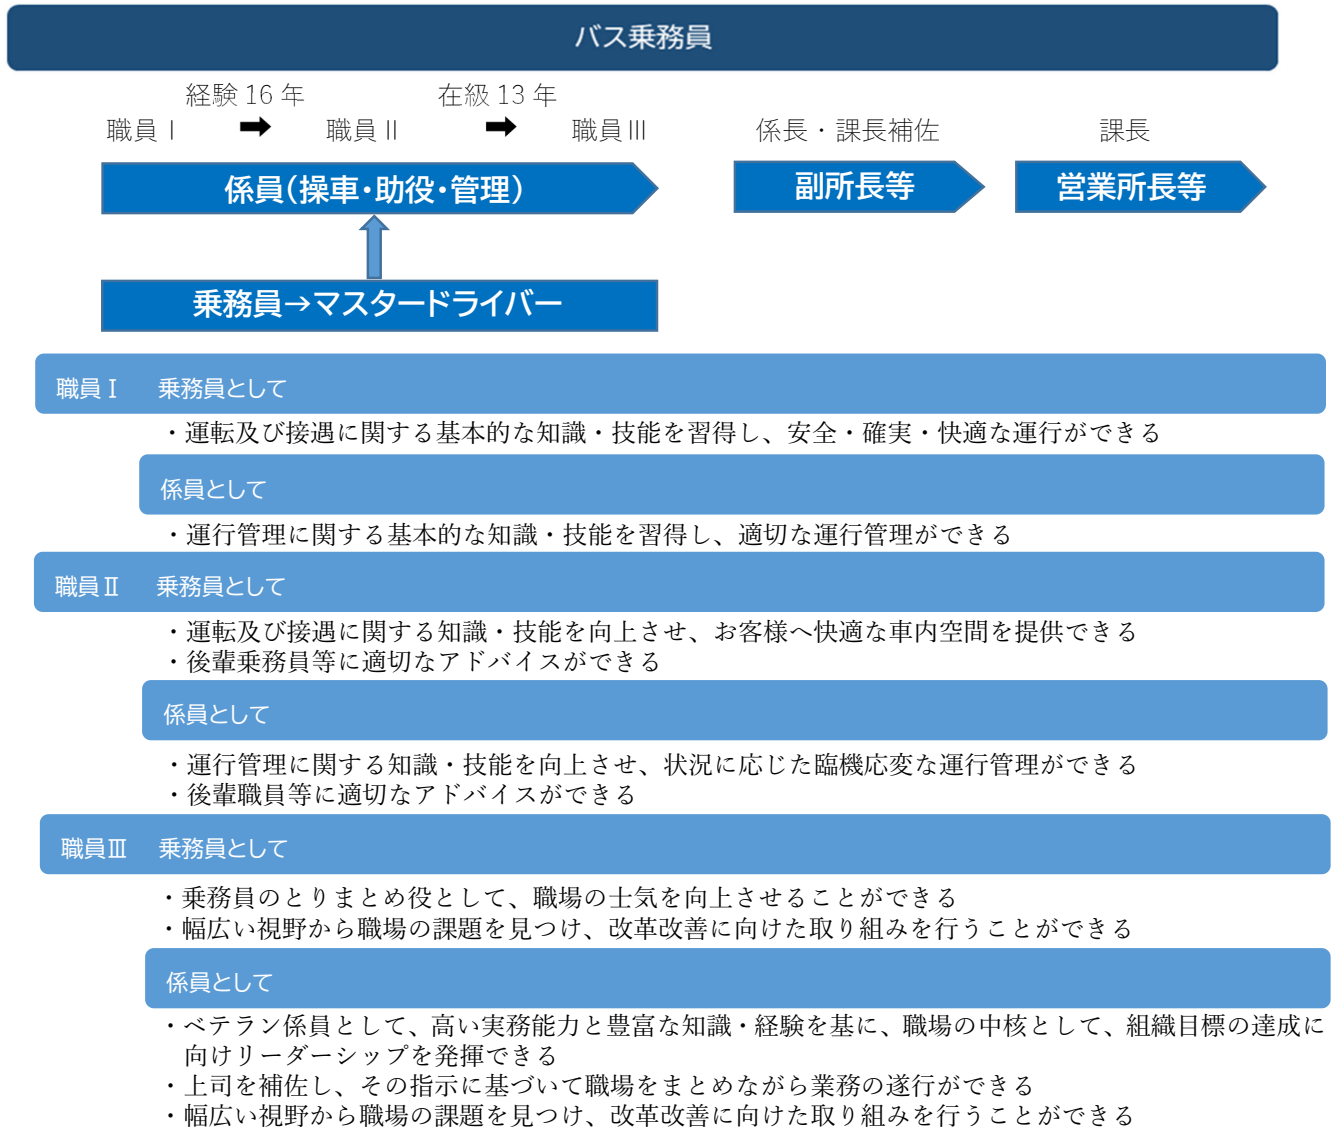 バス乗務員
経験 16 年 在級 13 年
職員Ⅰ ➡ 職員Ⅱ ➡ 職員Ⅲ 係長・課長補佐 課長
係員(操車・助役・管理) 副所長等 営業所長等
乗務員→マスタードライバー
職員Ⅰ 乗務員として
・運転及び接遇に関する基本的な知識・技能を習得し、安全・確実・快適な運行ができる
係員として
・運行管理に関する基本的な知識・技能を習得し、適切な運行管理ができる
職員Ⅱ 乗務員として
・運転及び接遇に関する知識・技能を向上させ、お客様へ快適な車内空間を提供できる
・後輩乗務員等に適切なアドバイスができる
係員として
・運行管理に関する知識・技能を向上させ、状況に応じた臨機応変な運行管理ができる
・後輩職員等に適切なアドバイスができる
職員Ⅲ 乗務員として
・乗務員のとりまとめ役として、職場の士気を向上させることができる
・幅広い視野から職場の課題を見つけ、改革改善に向けた取り組みを行うことができる
係員として
・ベテラン係員として、高い実務能力と豊富な知識・経験を基に、職場の中核として、組織目標の達成に
向けリーダーシップを発揮できる
・上司を補佐し、その指示に基づいて職場をまとめながら業務の遂行ができる
・幅広い視野から職場の課題を見つけ、改革改善に向けた取り組みを行うことができる